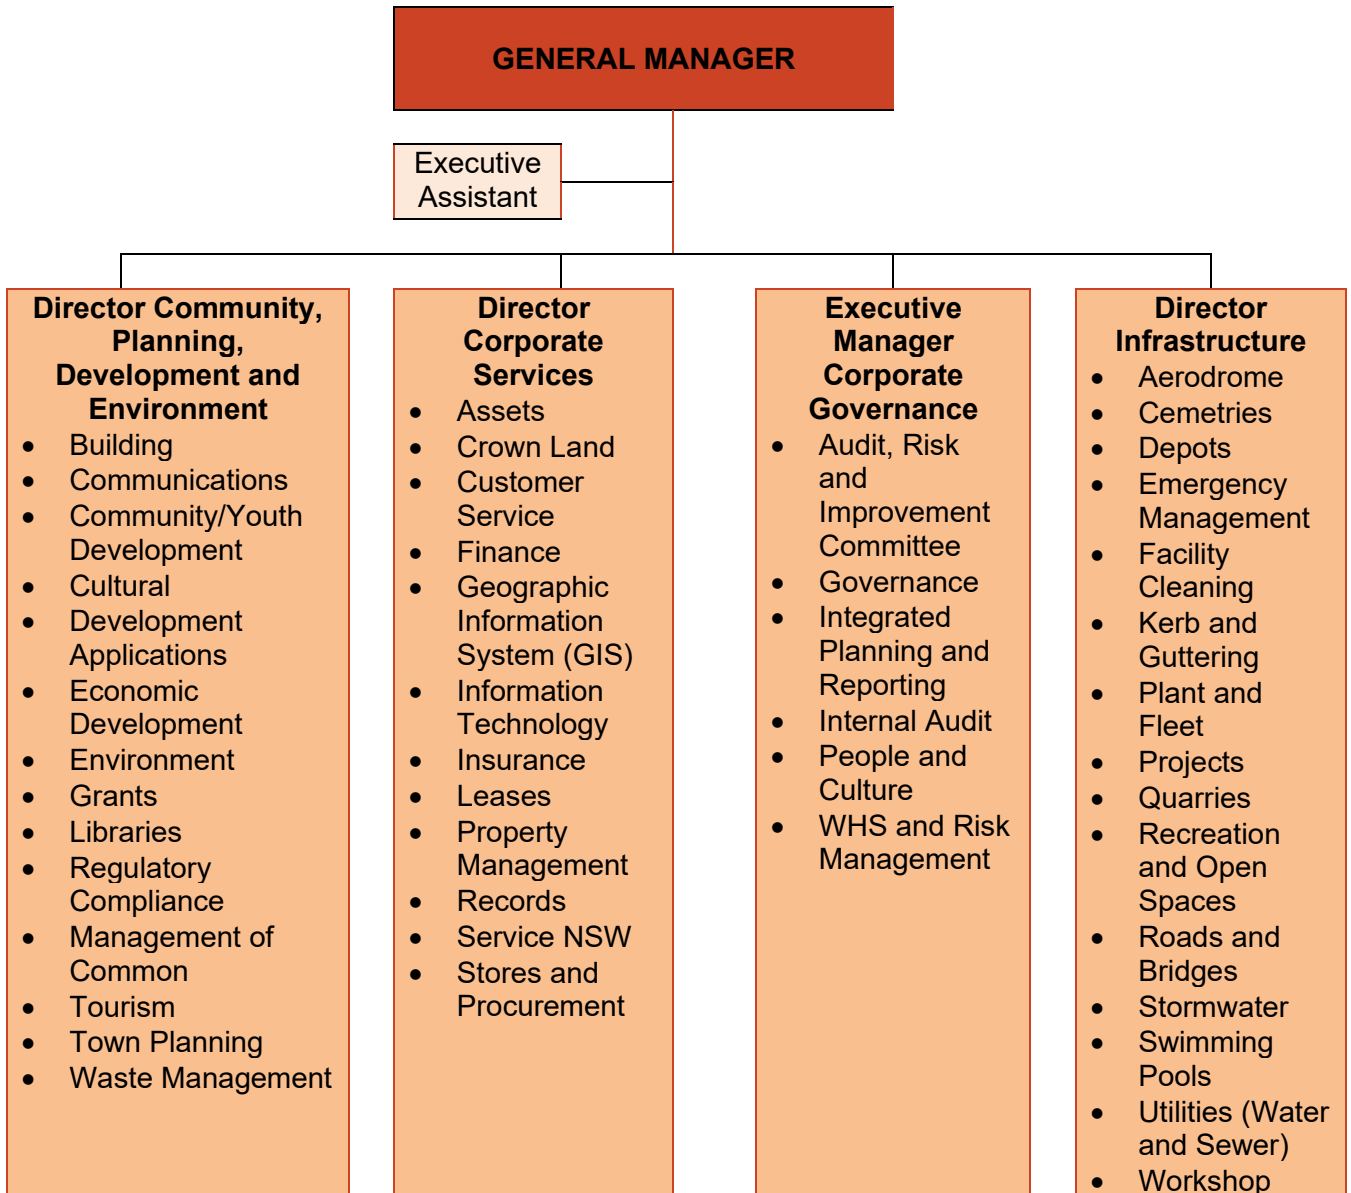 GENERAL MANAGER
Executive
Assistant
Director Community,
Planning,
Development and
Environment
• Building
• Communications
• Community/Youth
Development
• Cultural
• Development
Applications
• Economic
Development
• Environment
• Grants
• Libraries
• Regulatory
Compliance
• Management of
Common
• Tourism
• Town Planning
• Waste Management
Director
Corporate
Services
• Assets
• Crown Land
• Customer
Service
• Finance
• Geographic
Information
System (GIS)
• Information
Technology
• Insurance
• Leases
• Property
Management
• Records
• Service NSW
• Stores and
Procurement
Executive
Manager
Corporate
Governance
• Audit, Risk
and
Improvement
Committee
• Governance
• Integrated
Planning and
Reporting
• Internal Audit
• People and
Culture
• WHS and Risk
Management
Director
Infrastructure
• Aerodrome
• Cemetries
• Depots
• Emergency
Management
• Facility
Cleaning
• Kerb and
Guttering
• Plant and
Fleet
• Projects
• Quarries
• Recreation
and Open
Spaces
• Roads and
Bridges
• Stormwater
• Swimming
Pools
• Utilities (Water
and Sewer)
• Workshop